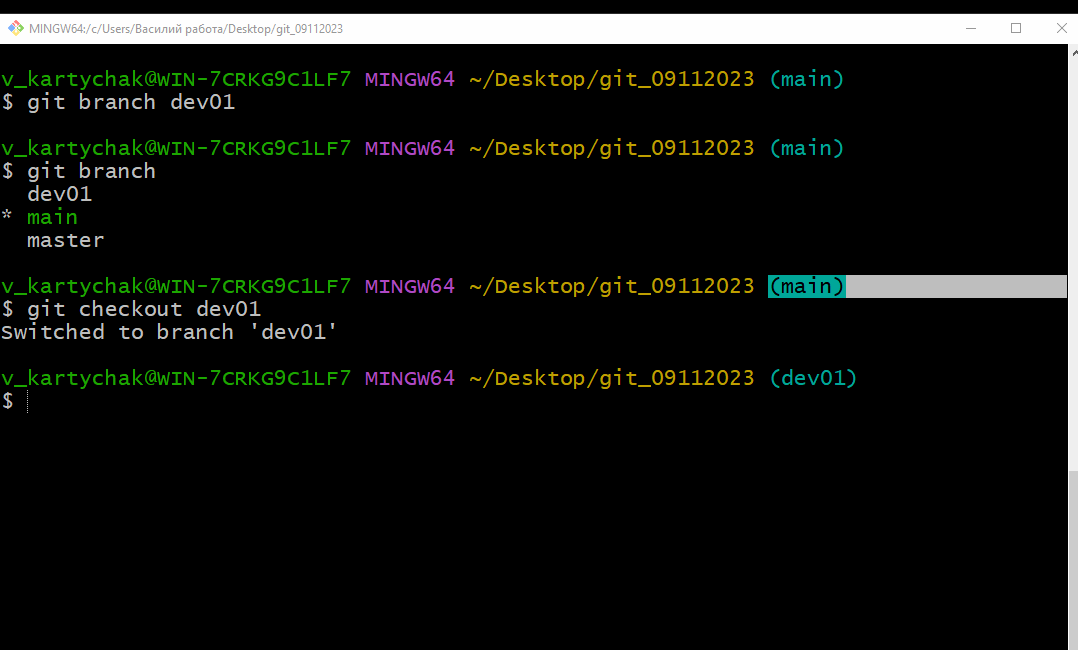 MINGW64:/c/Users/Василий работа/Desktop/git_09112023
v_kartychak@WIN-7CRKG9C1LF7 MINGW64 ~/Desktop/git_09112023 (main)
$ git branch dev01
v_kartychak@WIN-7CRKG9C1LF7 MINGW64 ~/Desktop/git_09112023 (main)
$ git branch
  dev01
* main
  master
v_kartychak@WIN-7CRKG9C1LF7 MINGW64 ~/Desktop/git_09112023 (main)
$ git checkout dev01
Switched to branch 'dev01'
v_kartychak@WIN-7CRKG9C1LF7 MINGW64 ~/Desktop/git_09112023 (dev01)
$